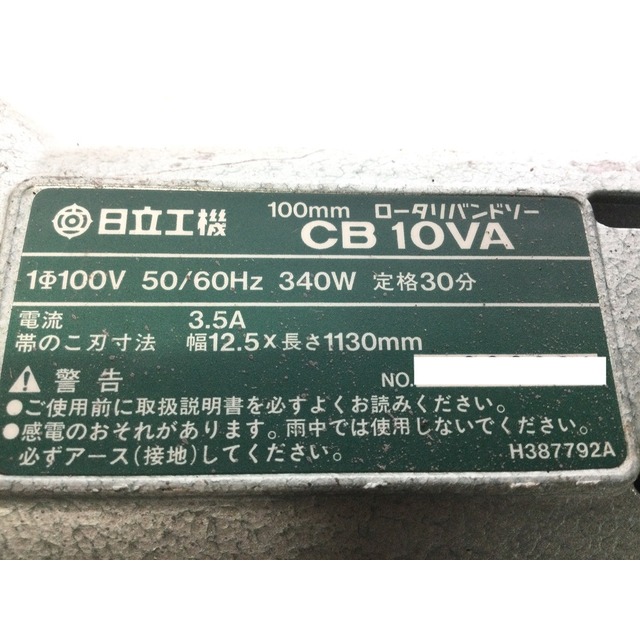 日立工機 100mm ロータリバンドソー
CB 10VA
1Φ100V 50/60Hz 340W 定格30分
電流 3.5A
帯のこ刃寸法 幅12.5×長さ1130mm
警告 NO.
●ご使用前に取扱説明書を必ずよくお読みください。
●感電のおそれがあります。雨中では使用しないでください。
必ずアース(接地)してください。 H387792A